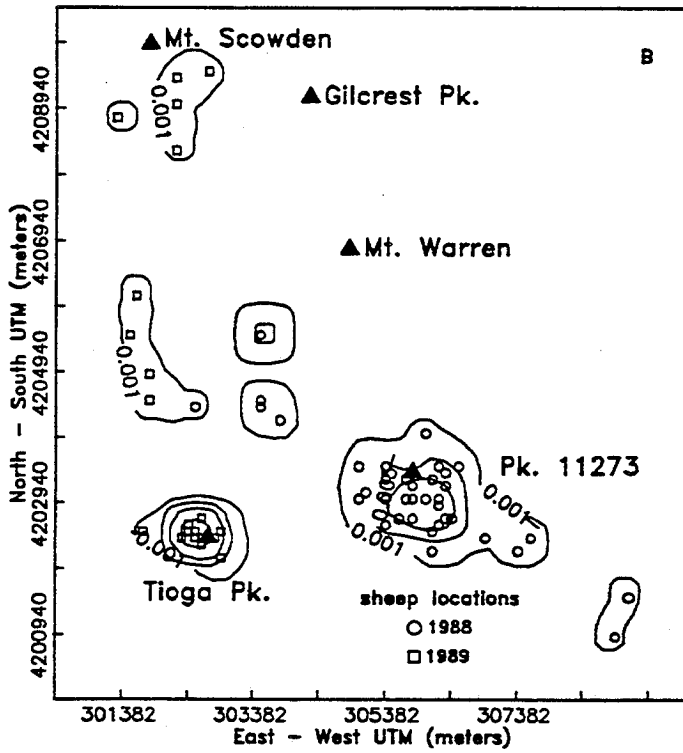 Mt. Scowden
B
Gilcrest Pk.
0.001
Mt. Warren
0.001
Pk. 11273
0.001
0.001
Tioga Pk.
sheep locations
1988
1989
4208940
4206940
4204940
4202940
4200940
North - South UTM (meters)
301382
303382
305382
307382
East - West UTM (meters)